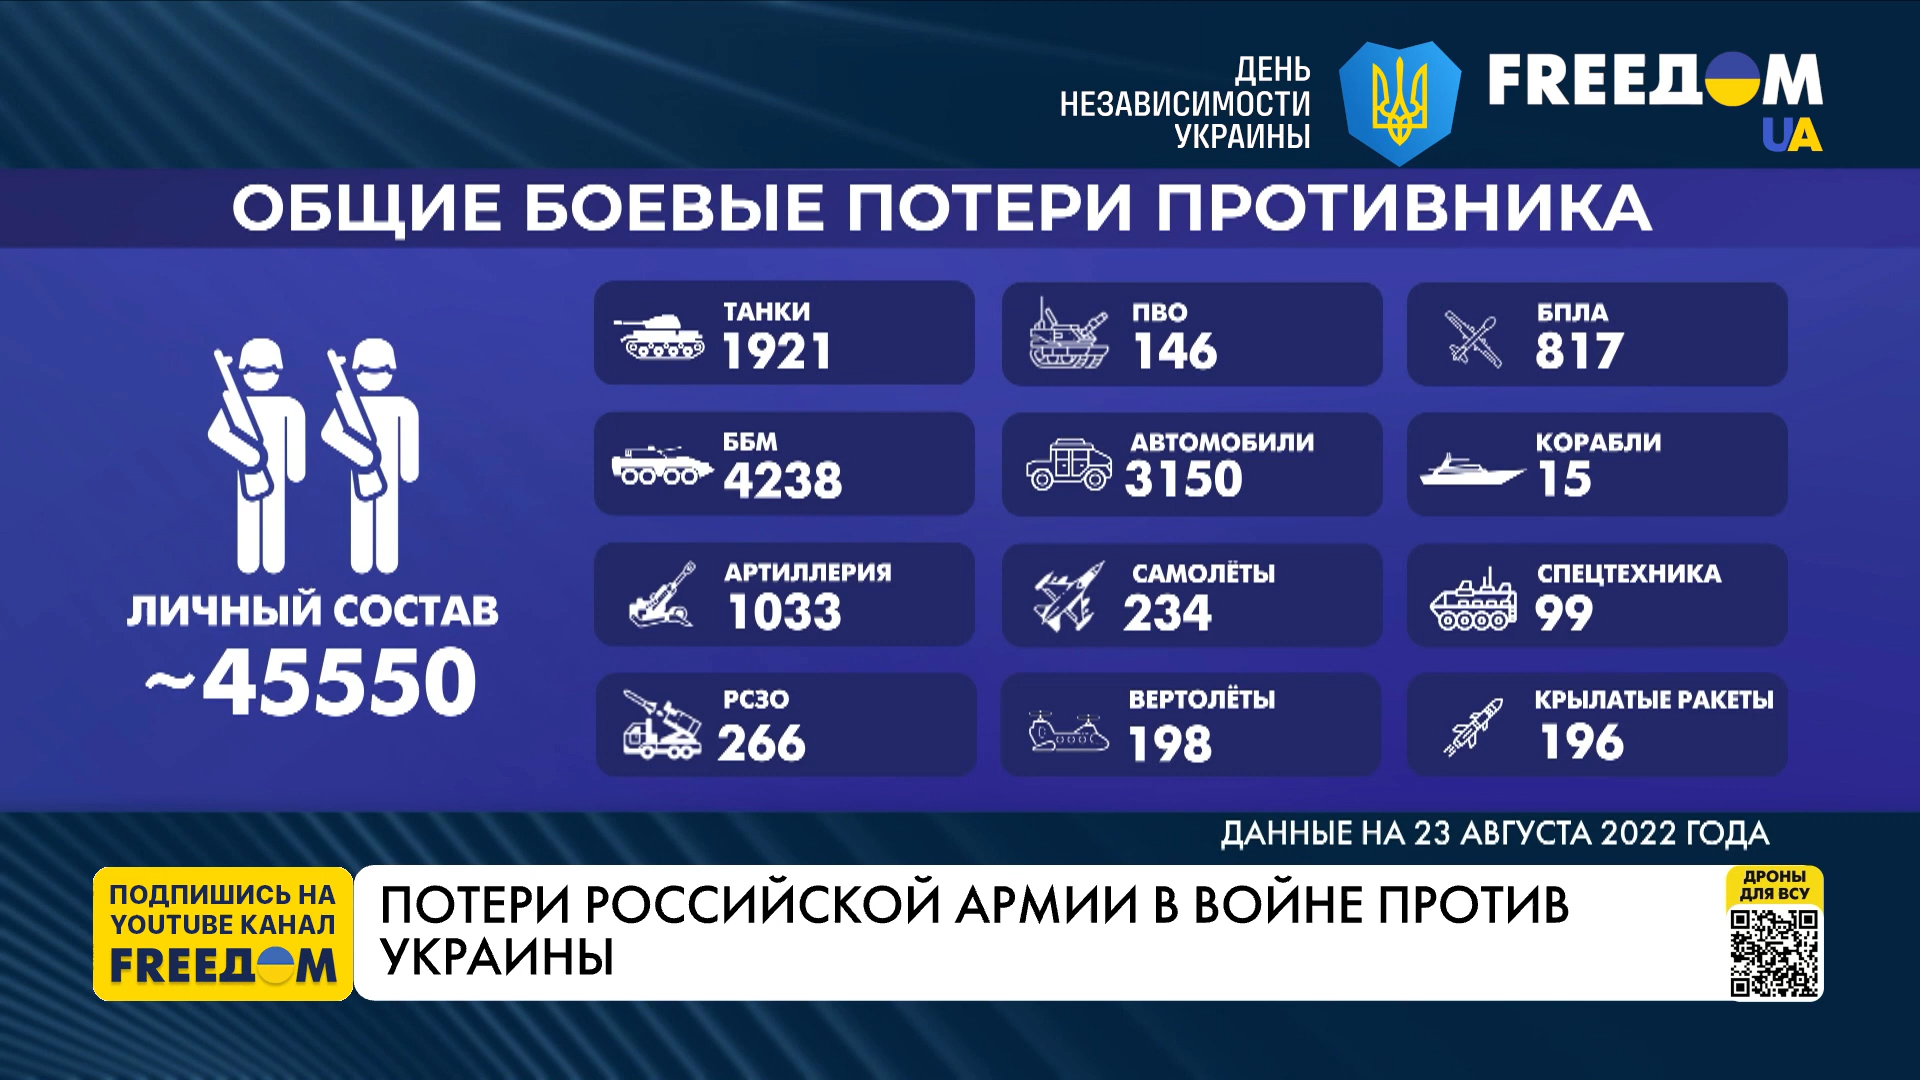 ДЕНЬ
НЕЗАВИСИМОСТИ
УКРАИНЫ
FREEДOM
UA
ОБЩИЕ БОЕВЫЕ ПОТЕРИ ПРОТИВНИКА
ЛИЧНЫЙ СОСТАВ
~45550
ТАНКИ
1921
ПВО
146
БПЛА
817
ББМ
4238
АВТОМОБИЛИ
3150
КОРАБЛИ
15
АРТИЛЛЕРИЯ
1033
САМОЛЁТЫ
234
СПЕЦТЕХНИКА
99
РСЗО
266
ВЕРТОЛЁТЫ
198
КРЫЛАТЫЕ РАКЕТЫ
196
ДАННЫЕ НА 23 АВГУСТА 2022 ГОДА
ПОДПИШИСЬ НА
YOUTUBE КАНАЛ
FREEДOM
ПОТЕРИ РОССИЙСКОЙ АРМИИ В ВОЙНЕ ПРОТИВ
УКРАИНЫ
ДРОНЫ
ДЛЯ ВСУ